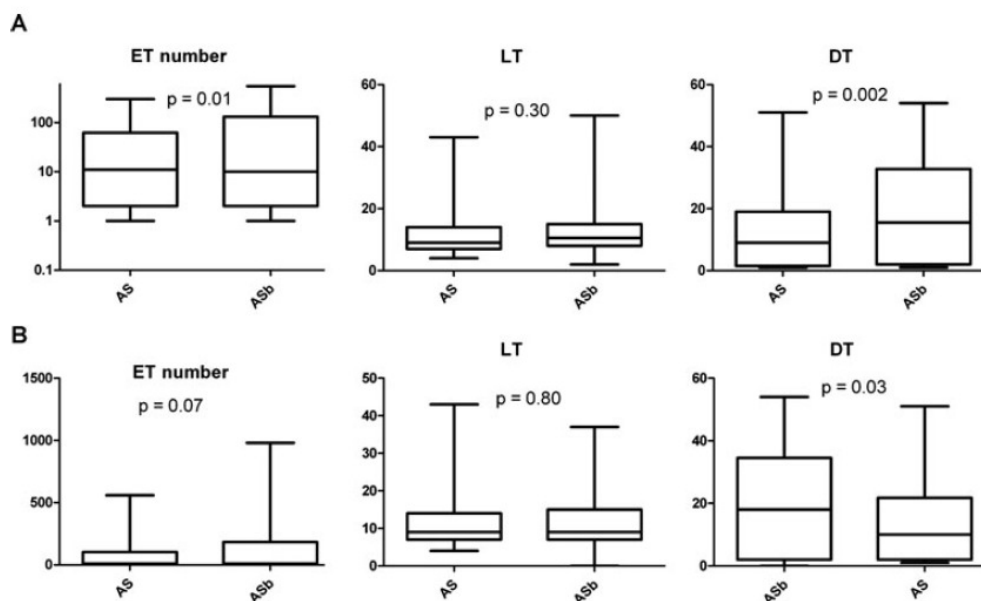 A
ET number
p = 0.01
100
10
1
0.1
AS
ASb
LT
p = 0.30
60
40
20
0
AS
ASb
DT
p = 0.002
60
40
20
0
AS
ASb
B
ET number
p = 0.07
1500
1000
500
0
AS
ASb
LT
p = 0.80
50
40
30
20
10
0
AS
ASb
DT
p = 0.03
60
40
20
0
ASb
AS